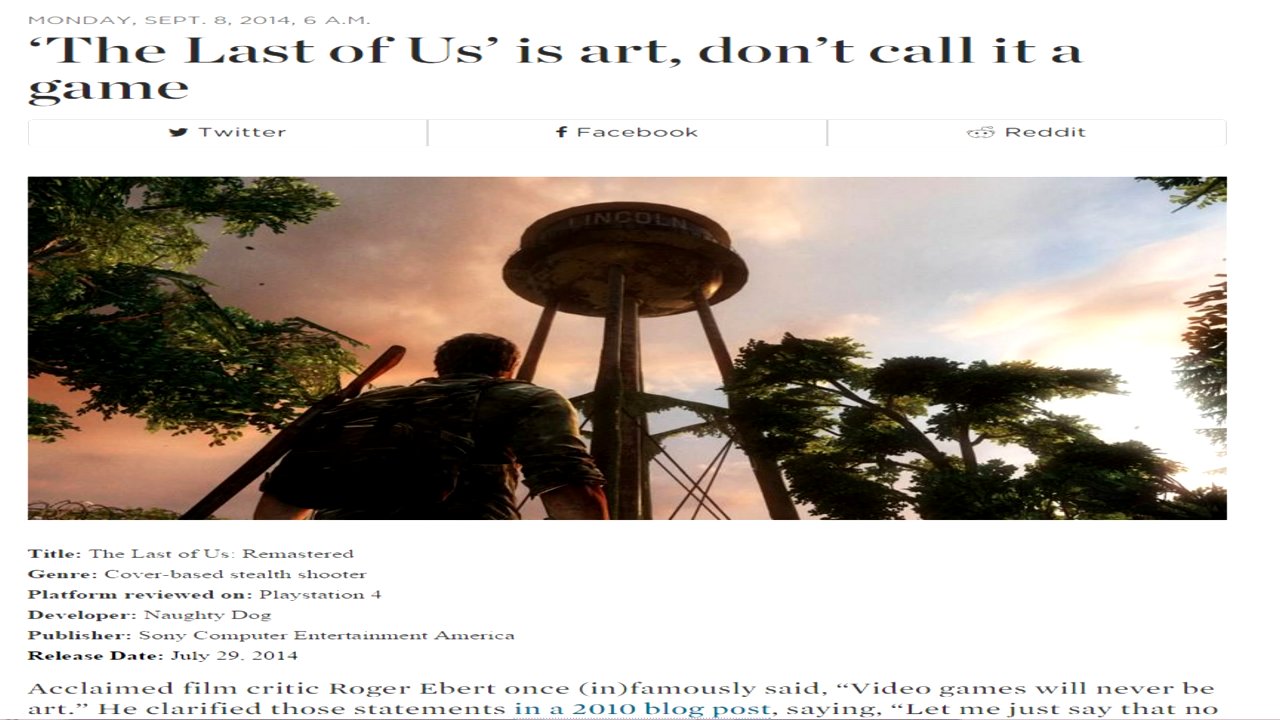 MONDAY, SEPT. 8, 2014, 6 A.M.
‘The Last of Us’ is art, don’t call it a
game
Twitter
Facebook
Reddit
LINCOLN
Title: The Last of Us: Remastered
Genre: Cover-based stealth shooter
Platform reviewed on: Playstation 4
Developer: Naughty Dog
Publisher: Sony Computer Entertainment America
Release Date: July 29, 2014
Acclaimed film critic Roger Ebert once (in)famously said, “Video games will never be
art.” He clarified those statements in a 2010 blog post, saying, “Let me just say that no